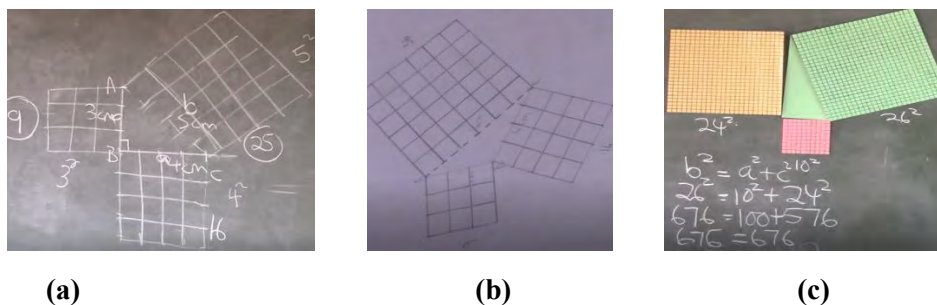 A
5²
9
3cm c
b
5cm
25
B
a 4cm C
3²
4²
16
24²
26²
10²
b² = a² + c²
26² = 10² + 24²
676 = 100 + 576
676 = 676
(a)
(b)
(c)